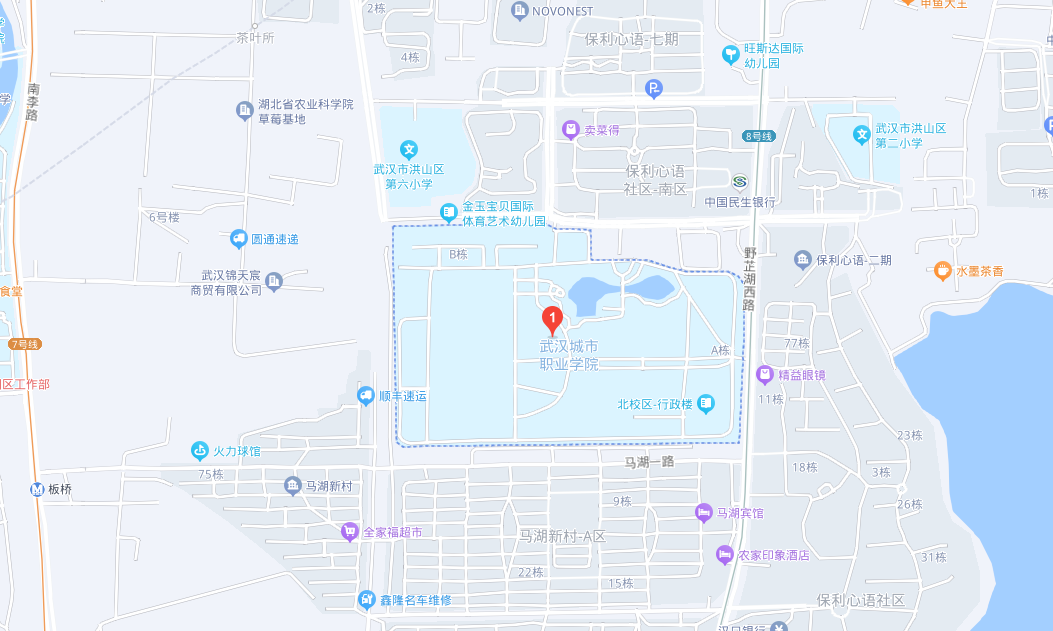 2栋
NOVONEST
甲鱼大王
茶叶所
保利心语-七期
旺斯达国际
幼儿园
4栋
南李路
湖北省农业科学院
草莓基地
卖菜得
8号线
武汉市洪山区
第二小学
武汉市洪山区
第六小学
保利心语
社区-南区
中国民生银行
1栋
6号楼
金玉宝贝国际
体育艺术幼儿园
圆通速递
B栋
野芷湖西路
保利心语-二期
武汉锦天宸
商贸有限公司
水墨茶香
食堂
1
武汉城市
职业学院
7号线
A栋
77栋
区工作部
精益眼镜
顺丰速运
北校区-行政楼
11栋
火力球馆
23栋
马湖一路
75栋
18栋
3栋
板桥
马湖新村
9栋
26栋
马湖宾馆
全家福超市
马湖新村-A区
农家印象酒店
31栋
22栋
15栋
鑫隆名车维修
保利心语社区
汉口银行